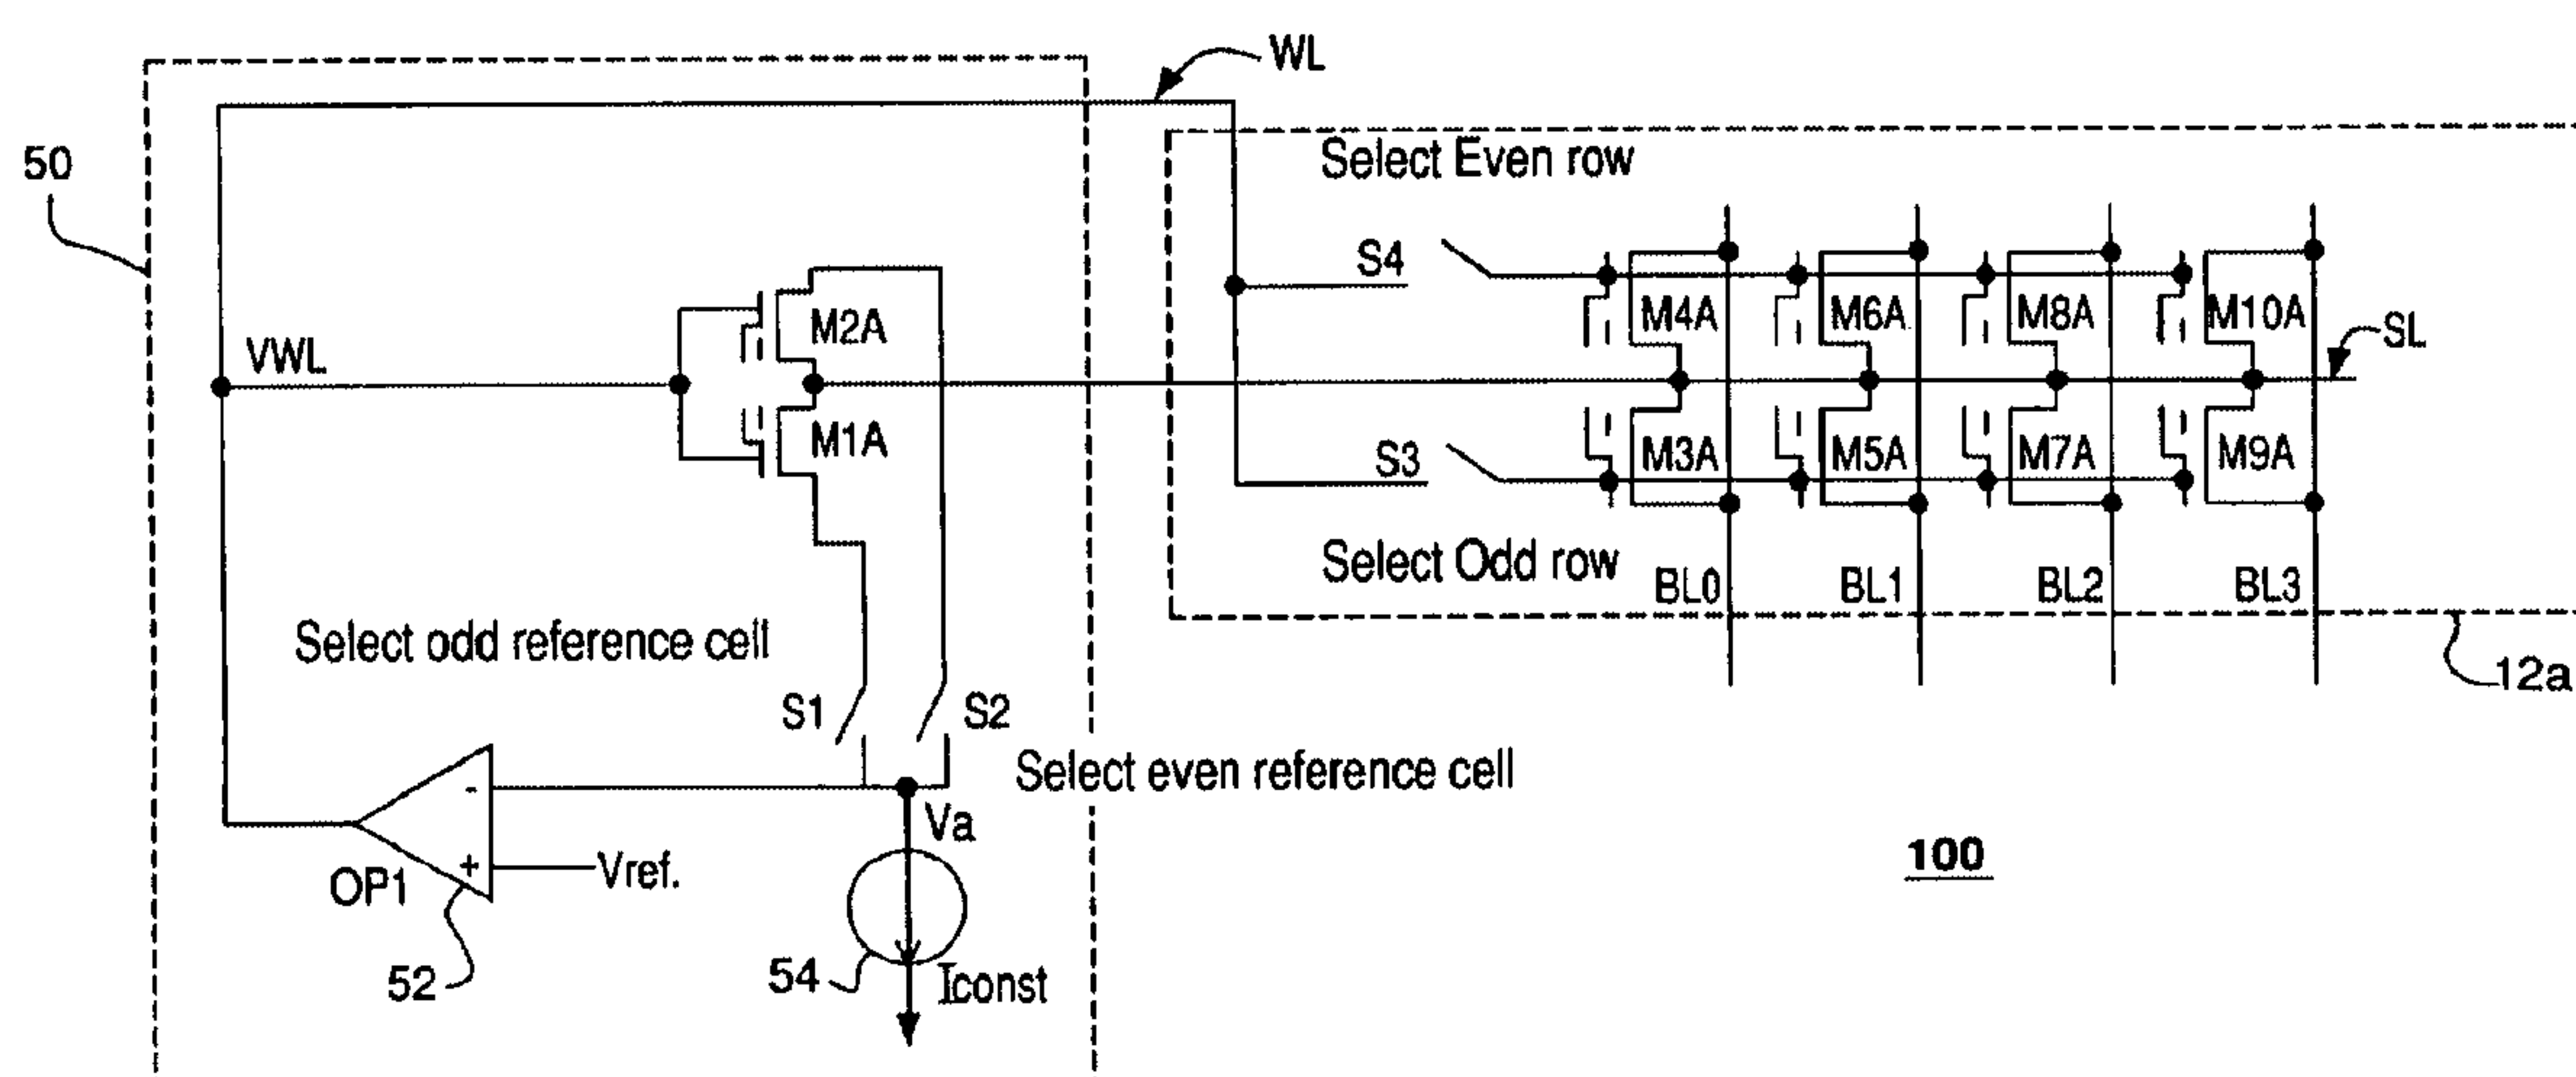 WL
50
Select Even row
S4
M4A
M6A
M8A
M10A
SL
VWL
M2A
M1A
S3
M3A
M5A
M7A
M9A
Select Odd row
BL0
BL1
BL2
BL3
Select odd reference cell
12a
S1
S2
Select even reference cell
-
Va
+
Vref.
OP1
100
52
54
Iconst